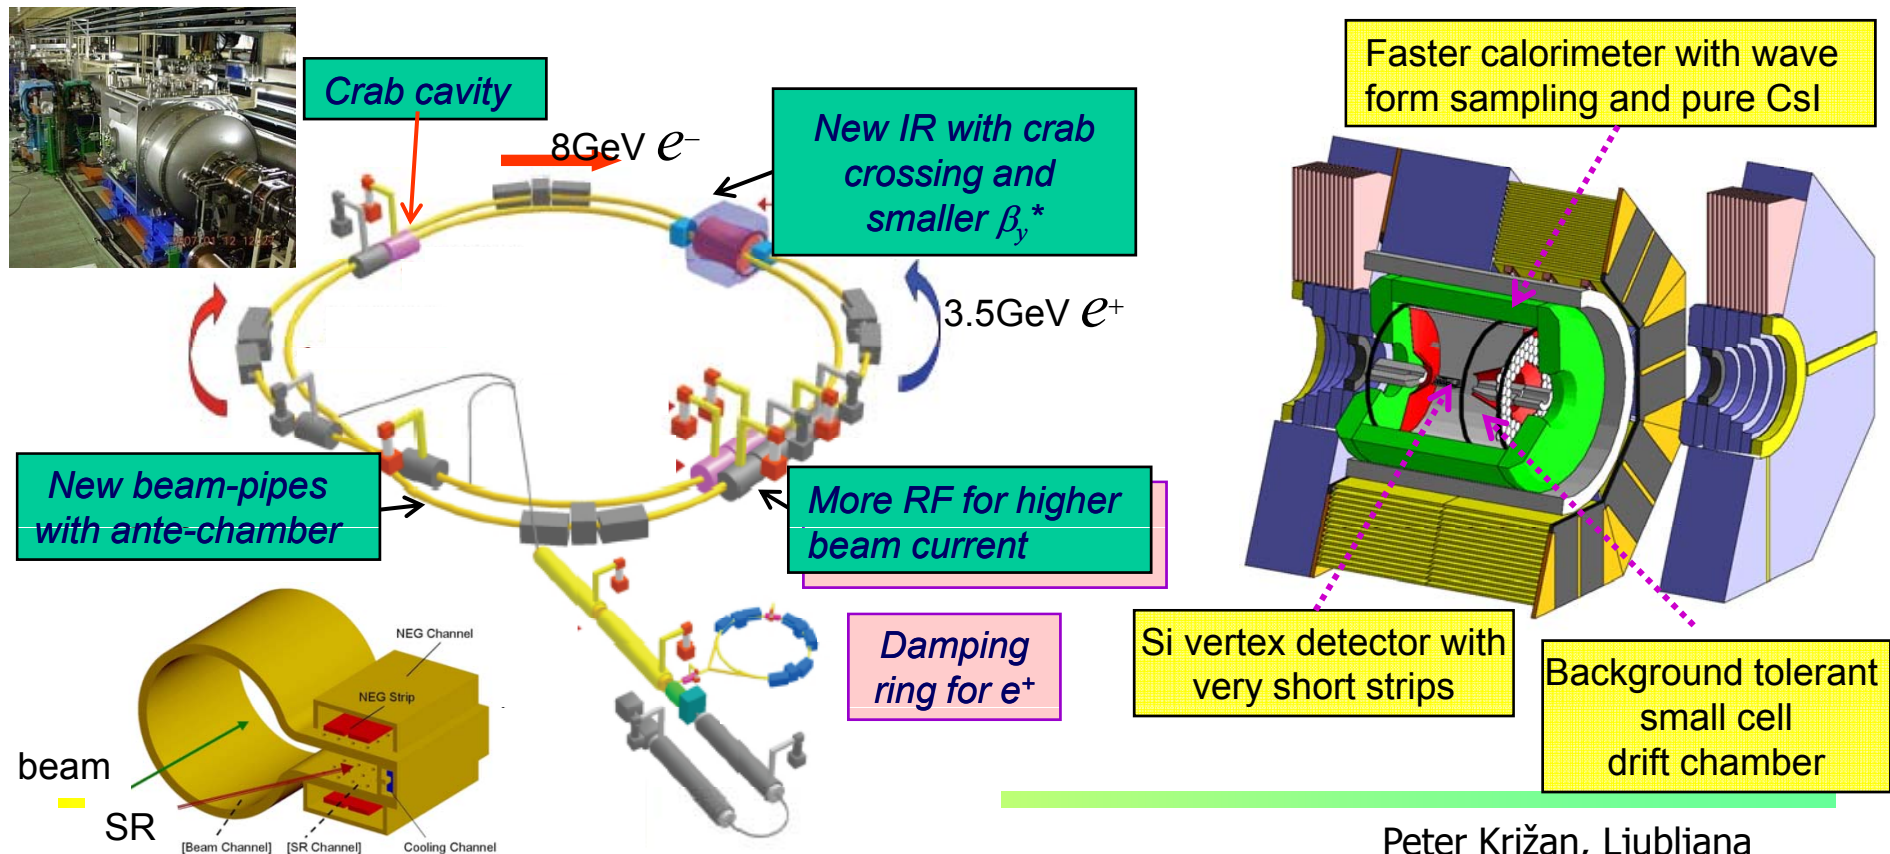 Crab cavity
8GeV e−
New IR with crab
crossing and
smaller βy*
3.5GeV e+
New beam-pipes
with ante-chamber
More RF for higher
beam current
Damping
ring for e+
NEG Channel
NEG Strip
beam
SR
[Beam Channel] [SR Channel] Cooling Channel
Faster calorimeter with wave
form sampling and pure CsI
Si vertex detector with
very short strips
Background tolerant
small cell
drift chamber
Peter Križan, Ljubljana